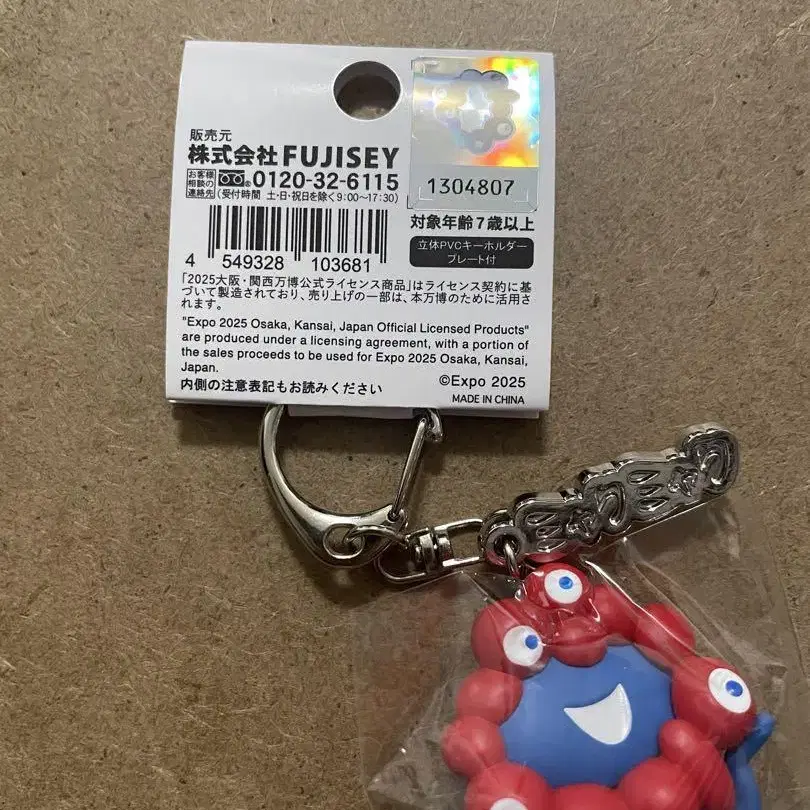 販売元
株式会社FUJISEY
お客様相談の連絡先 0120-32-6115
(受付時間 土・日・祝日を除く9:00〜17:30)
1304807
対象年齢7歳以上
立体PVCキーホルダー
プレート付
4 549328 103681
「2025大阪・関西万博公式ライセンス商品」はライセンス契約に基
づいて製造されており、売り上げの一部は、本万博のために活用さ
れます。
"Expo 2025 Osaka, Kansai, Japan Official Licensed Products"
are produced under a licensing agreement, with a portion of
the sales proceeds to be used for Expo 2025 Osaka, Kansai,
Japan.
内側の注意表記もお読みください
©Expo 2025
MADE IN CHINA